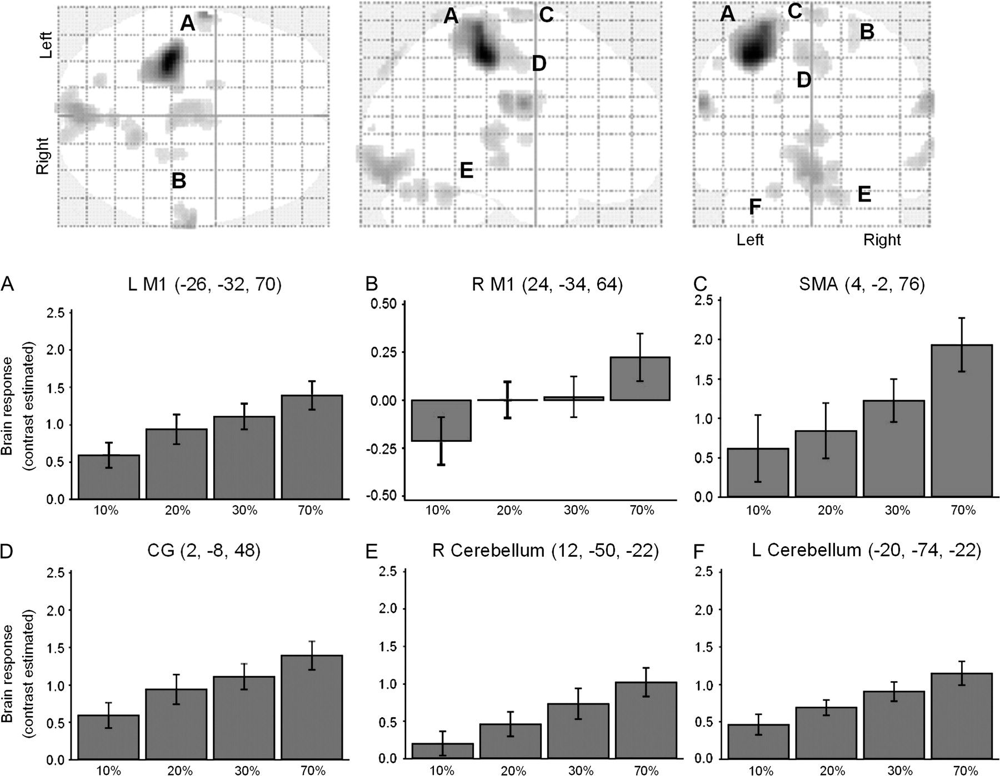 A
C
A
C
A
B
Left
D
D
Right
E
B
E
F
Left
Right
A
L M1 (-26, -32, 70)
2.5
2.0
1.5
1.0
0.5
0.0
Brain response
(contrast estimated)
10%
20%
30%
70%
B
R M1 (24, -34, 64)
0.50
0.25
0.00
-0.25
-0.50
10%
20%
30%
70%
C
SMA (4, -2, 76)
2.5
2.0
1.5
1.0
0.5
0.0
10%
20%
30%
70%
D
CG (2, -8, 48)
2.5
2.0
1.5
1.0
0.5
0.0
Brain response
(contrast estimated)
10%
20%
30%
70%
E
R Cerebellum (12, -50, -22)
2.5
2.0
1.5
1.0
0.5
0.0
10%
20%
30%
70%
F
L Cerebellum (-20, -74, -22)
2.5
2.0
1.5
1.0
0.5
0.0
10%
20%
30%
70%